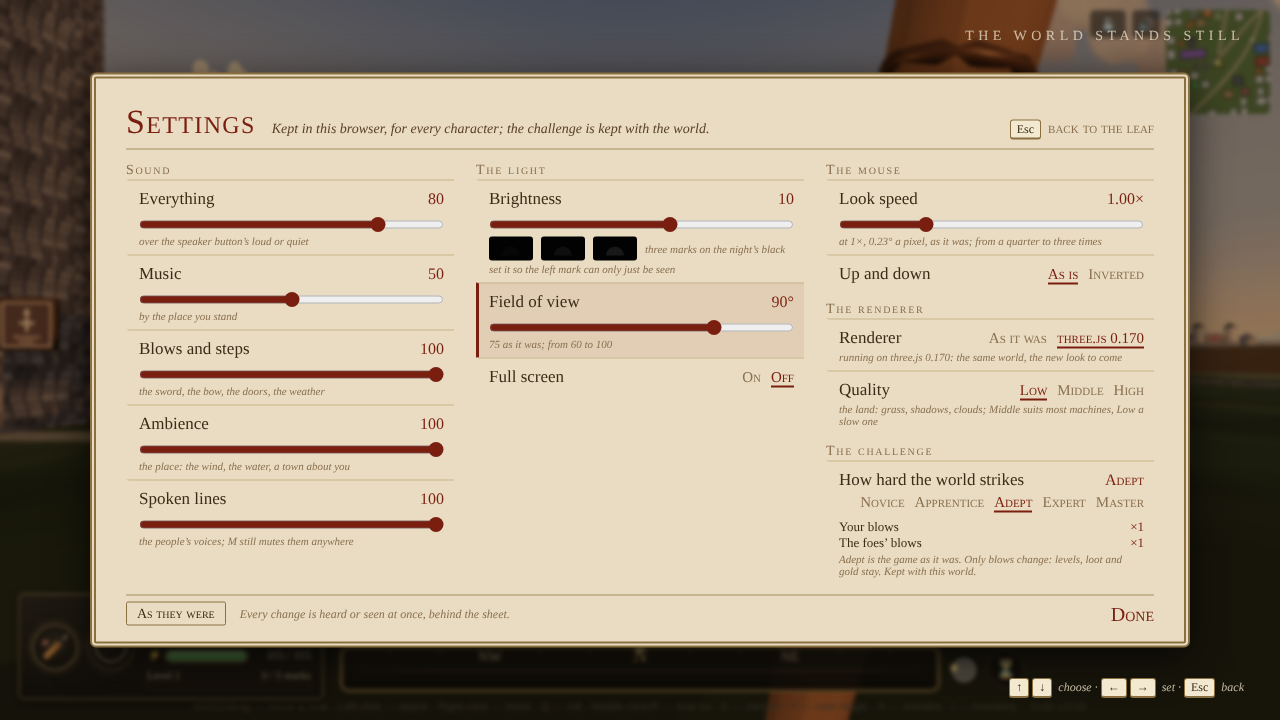 THE WORLD STANDS STILL
SETTINGS Kept in this browser, for every character; the challenge is kept with the world. Esc BACK TO THE LEAF
SOUND
Everything 80
over the speaker button's loud or quiet
Music 50
by the place you stand
Blows and steps 100
the sword, the bow, the doors, the weather
Ambience 100
the place: the wind, the water, a town about you
Spoken lines 100
the people's voices; M still mutes them anywhere
THE LIGHT
Brightness 10
three marks on the night's black
set it so the left mark can only just be seen
Field of view 90°
75 as it was; from 60 to 100
Full screen ON OFF
THE MOUSE
Look speed 1.00×
at 1×, 0.23° a pixel, as it was; from a quarter to three times
Up and down AS IS INVERTED
THE RENDERER
Renderer AS IT WAS THREE.JS 0.170
running on three.js 0.170: the same world, the new look to come
Quality LOW MIDDLE HIGH
the land: grass, shadows, clouds; Middle suits most machines, Low a
slow one
THE CHALLENGE
How hard the world strikes ADEPT
NOVICE APPRENTICE ADEPT EXPERT MASTER
Your blows ×1
The foes' blows ×1
Adept is the game as it was. Only blows change: levels, loot and
gold stay. Kept with this world.
AS THEY WERE Every change is heard or seen at once, behind the sheet. DONE
Level 1
NW NE
↑ ↓ choose · ← → set · Esc back